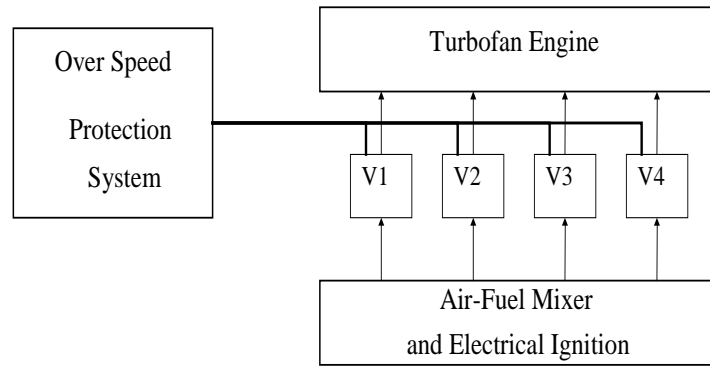 Over Speed
Protection
System
Turbofan Engine
V1
V2
V3
V4
Air-Fuel Mixer
and Electrical Ignition